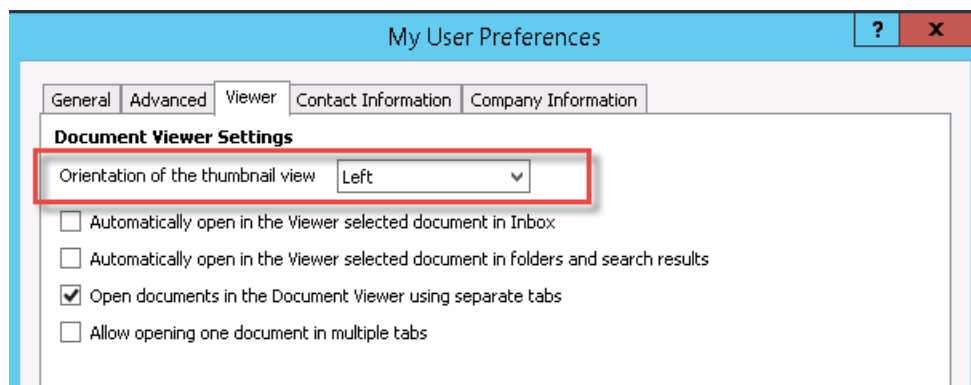 My User Preferences
? x
General Advanced Viewer Contact Information Company Information
Document Viewer Settings
Orientation of the thumbnail view Left
Automatically open in the Viewer selected document in Inbox
Automatically open in the Viewer selected document in folders and search results
Open documents in the Document Viewer using separate tabs
Allow opening one document in multiple tabs